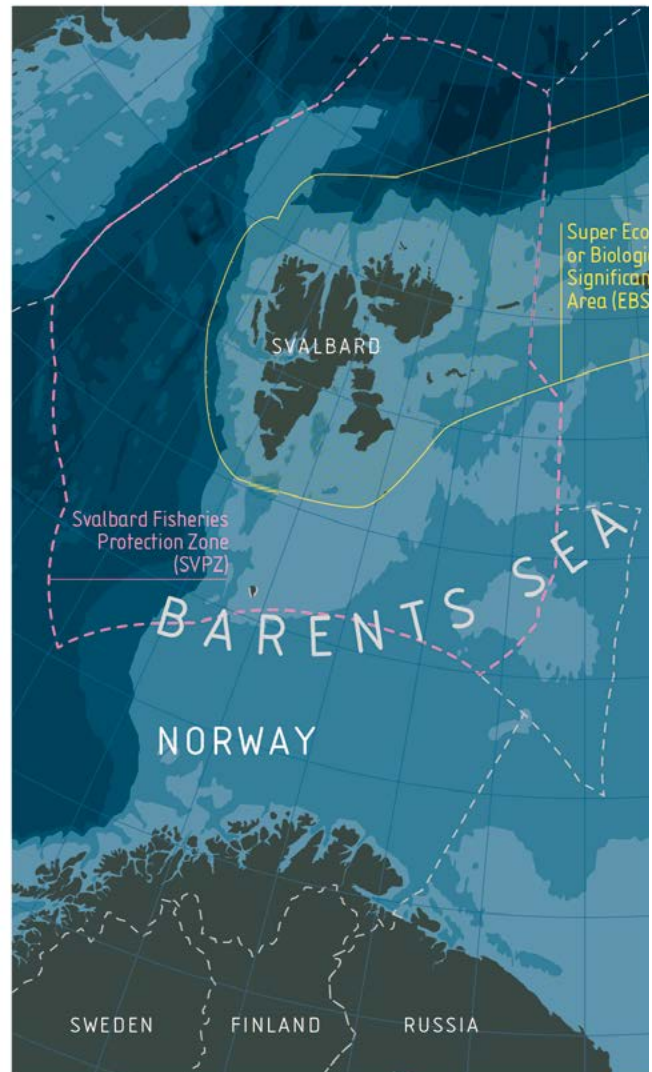 Super Eco
or Biologi
Significan
Area (EBS
SVALBARD
Svalbard Fisheries
Protection Zone
(SVPZ)
BARENTS SEA
NORWAY
SWEDEN
FINLAND
RUSSIA